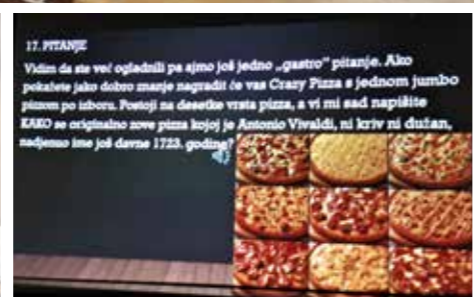 17. PITANJE
Vidim da ste već ogladnili pa ajmo još jedno „gastro” pitanje. Ako
pokažete jako dobro znanje nagradit će vas Crazy Pizza s jednom jumbo
pizzom po izboru. Postoji na desetke vrsta pizza, a vi mi sad napišite
KAKO se originalno zove pizza kojoj je Antonio Vivaldi, ni kriv ni dužan,
nadjenuo ime još davne 1723. godine?